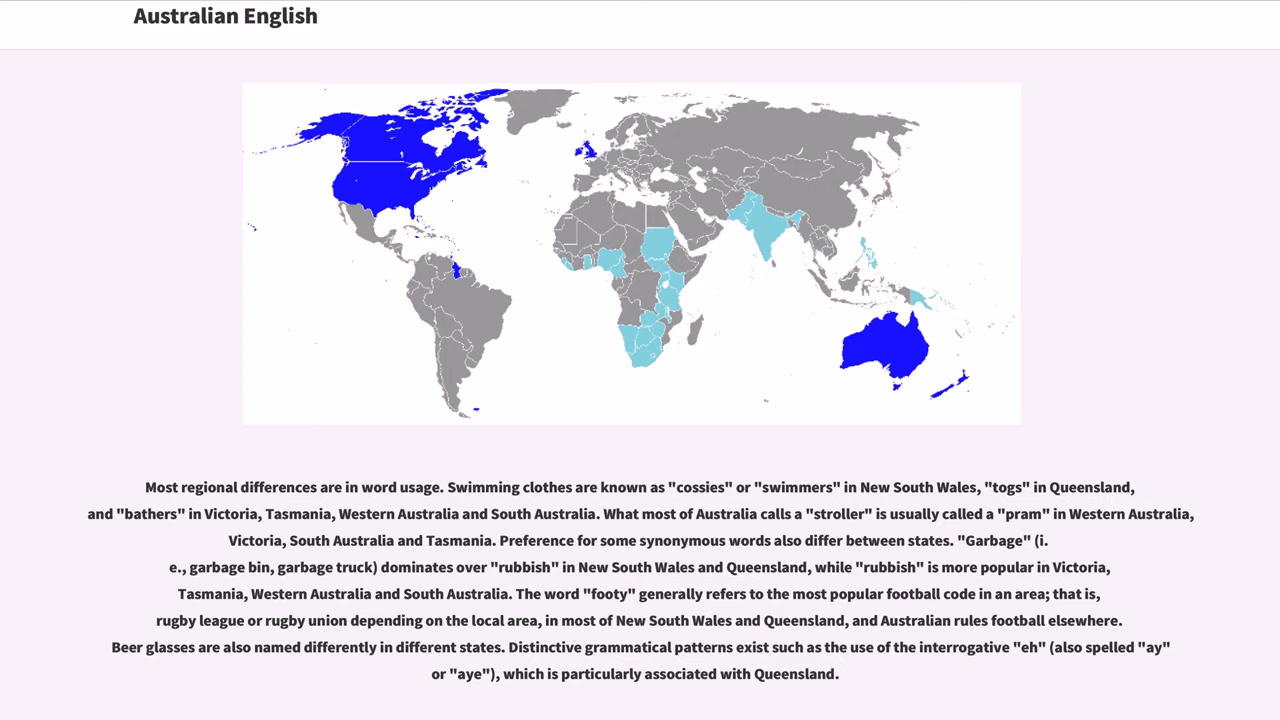 Australian English
Most regional differences are in word usage. Swimming clothes are known as "cossies" or "swimmers" in New South Wales, "togs" in Queensland,
and "bathers" in Victoria, Tasmania, Western Australia and South Australia. What most of Australia calls a "stroller" is usually called a "pram" in Western Australia,
Victoria, South Australia and Tasmania. Preference for some synonymous words also differ between states. "Garbage" (i.
e., garbage bin, garbage truck) dominates over "rubbish" in New South Wales and Queensland, while "rubbish" is more popular in Victoria,
Tasmania, Western Australia and South Australia. The word "footy" generally refers to the most popular football code in an area; that is,
rugby league or rugby union depending on the local area, in most of New South Wales and Queensland, and Australian rules football elsewhere.
Beer glasses are also named differently in different states. Distinctive grammatical patterns exist such as the use of the interrogative "eh" (also spelled "ay"
or "aye"), which is particularly associated with Queensland.